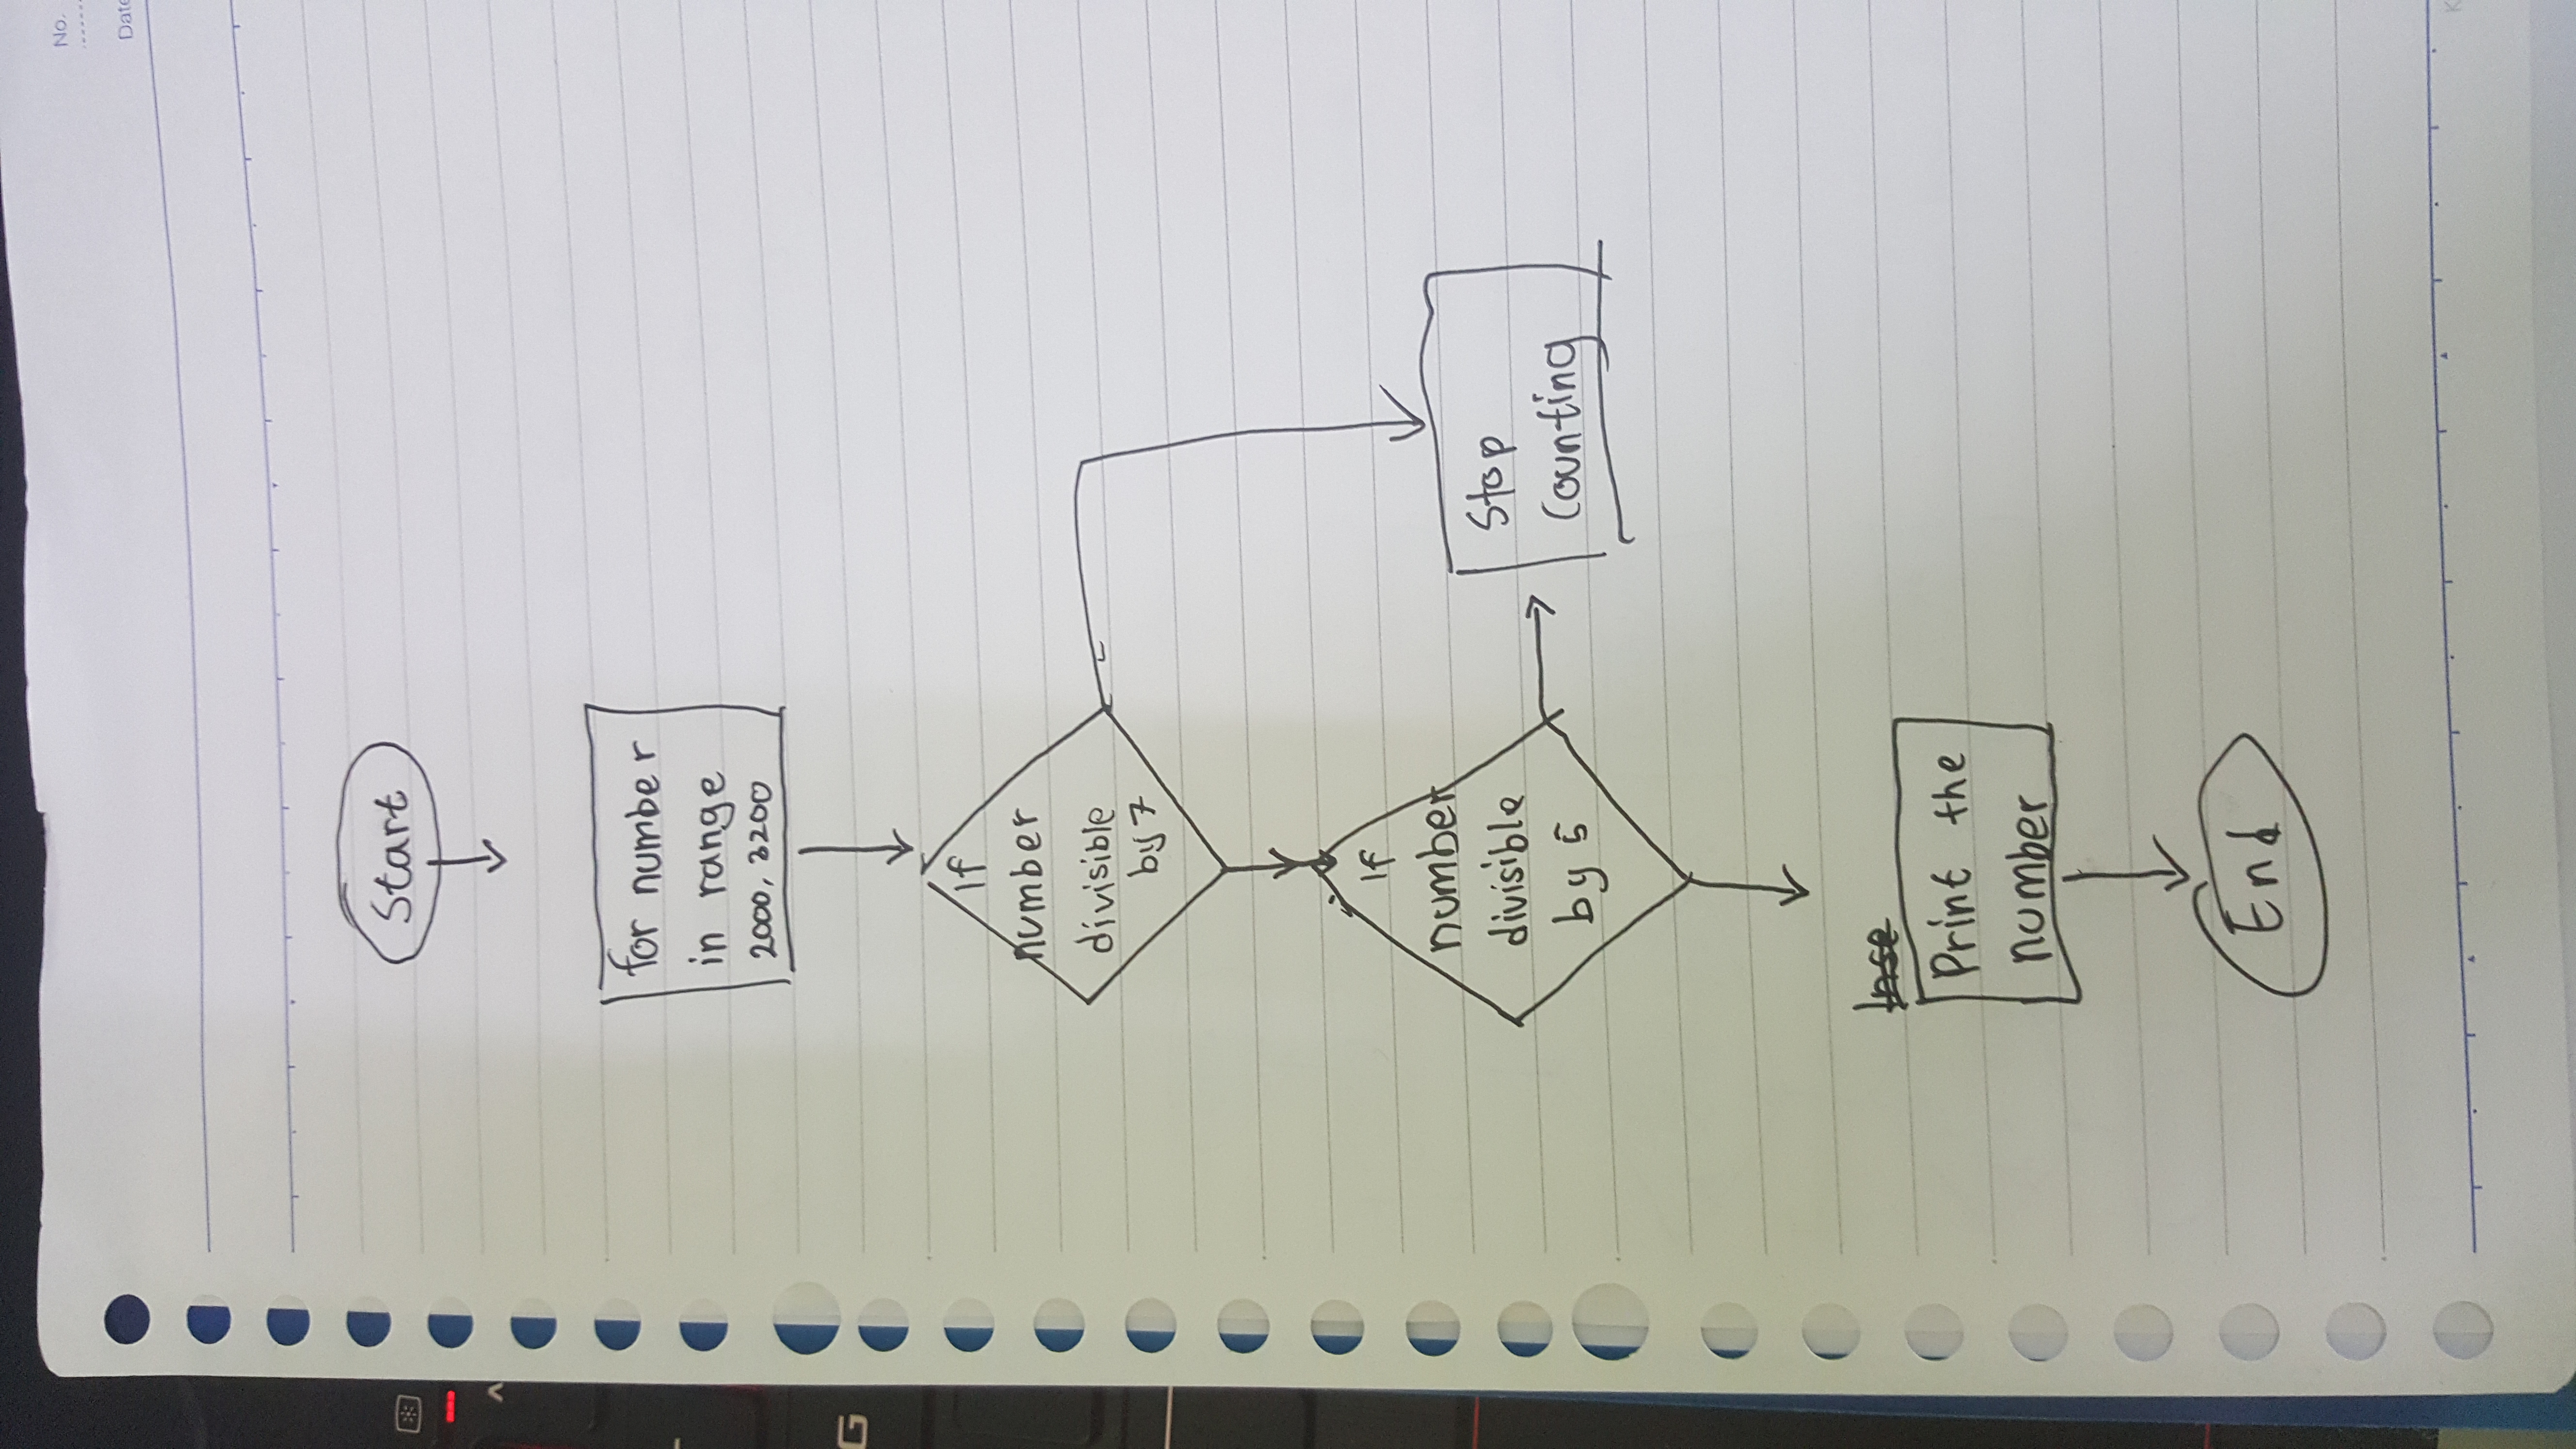 No.
Date
Start
for number
in range
2000, 3200
If
number
divisible
by 7
If
number
divisible
by 5
Stop
Counting
Inse
Print the
number
End
G
K